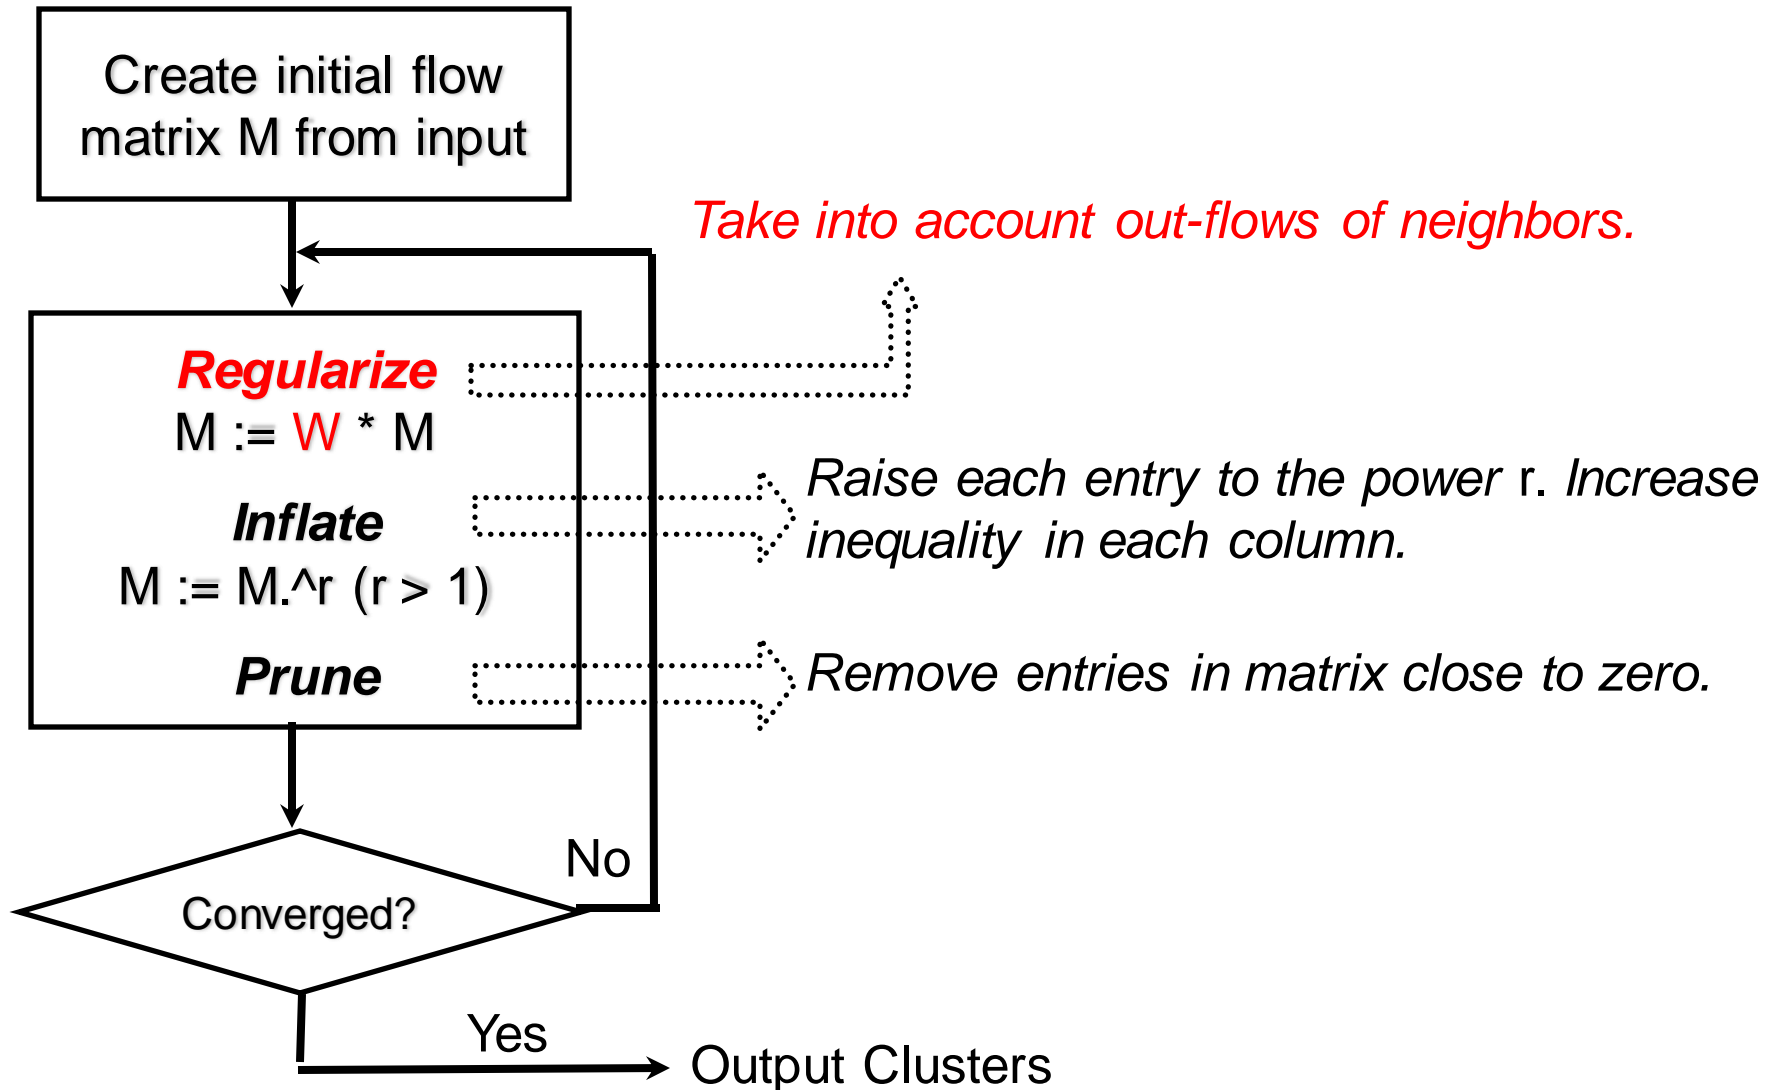 Create initial flow
matrix M from input
Take into account out-flows of neighbors.
Regularize
M := W * M
Raise each entry to the power r. Increase
inequality in each column.
Inflate
M := M.^r (r > 1)
Prune
Remove entries in matrix close to zero.
No
Converged?
Yes
Output Clusters